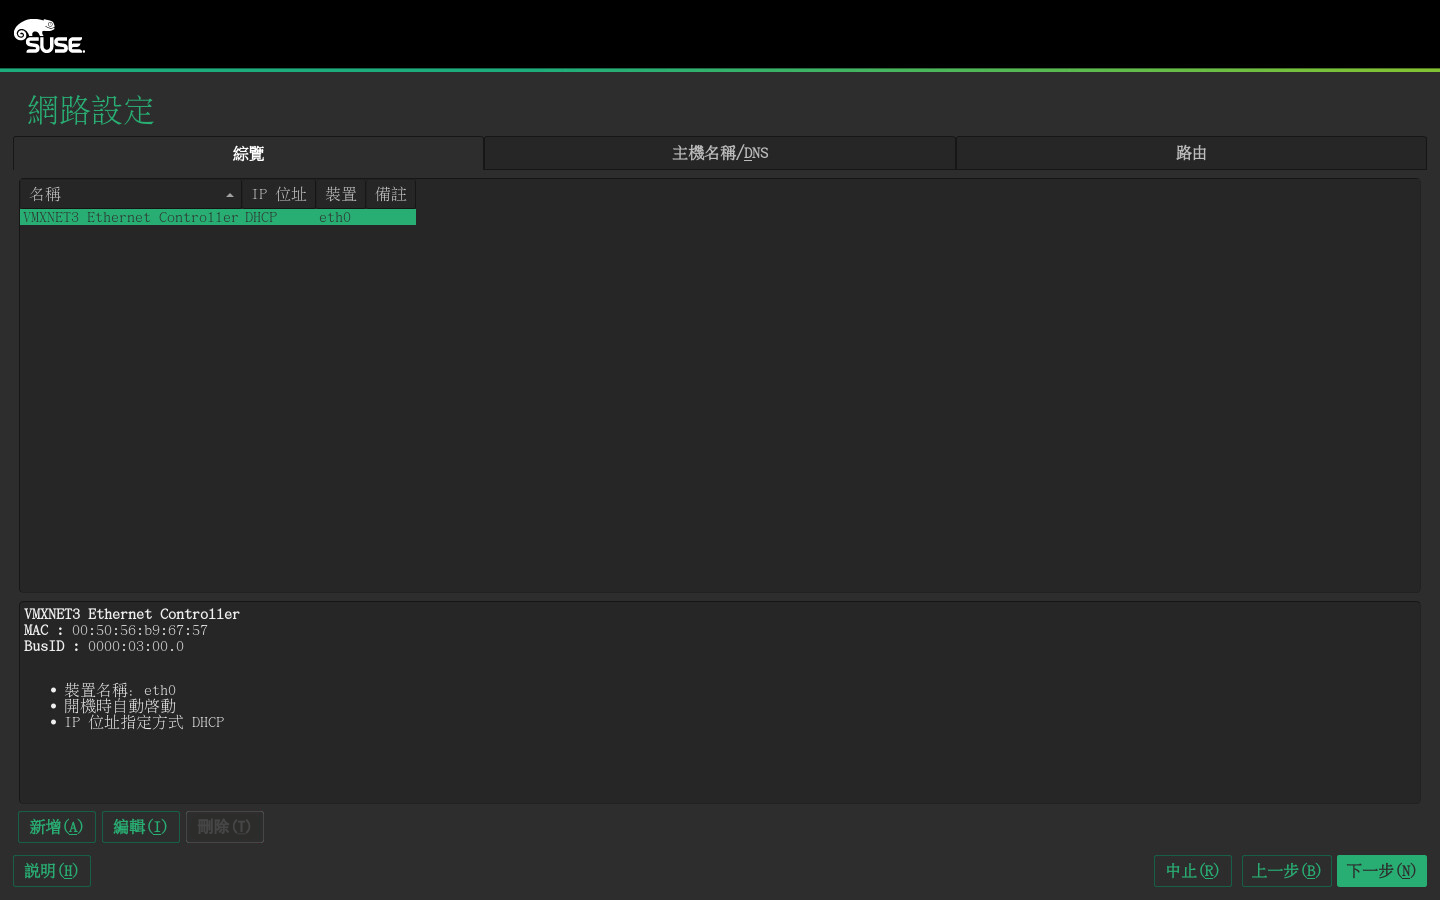 SUSE
網路設定
綜覽 主機名稱/DNS 路由
名稱 IP 位址 裝置 備註
VMXNET3 Ethernet Controller DHCP eth0
VMXNET3 Ethernet Controller
MAC : 00:50:56:b9:67:57
BusID : 0000:03:00.0
• 裝置名稱: eth0
• 開機時自動啓動
• IP 位址指定方式 DHCP
新增(A) 編輯(I) 刪除(T)
說明(H) 中止(R) 上一步(B) 下一步(N)